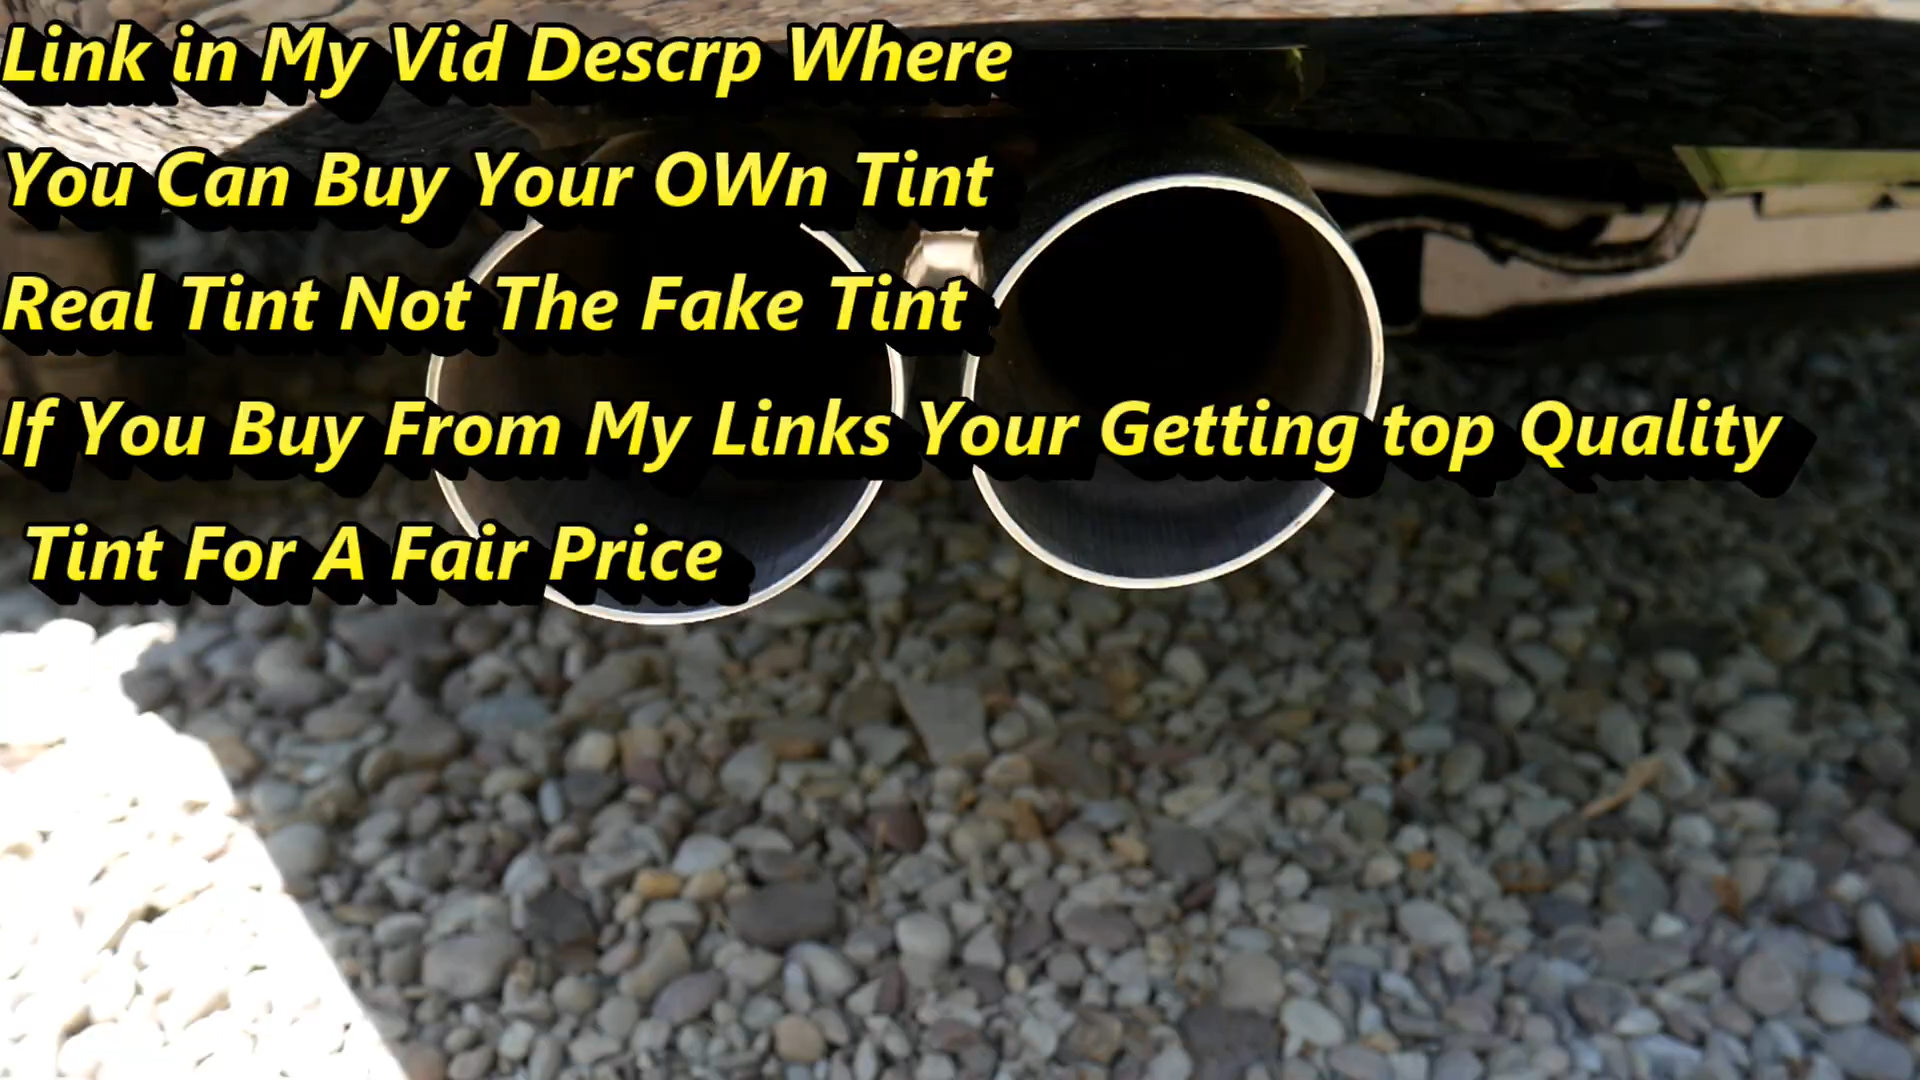 Link in My Vid Descrp Where
You Can Buy Your OWn Tint
Real Tint Not The Fake Tint
If You Buy From My Links Your Getting top Quality
Tint For A Fair Price